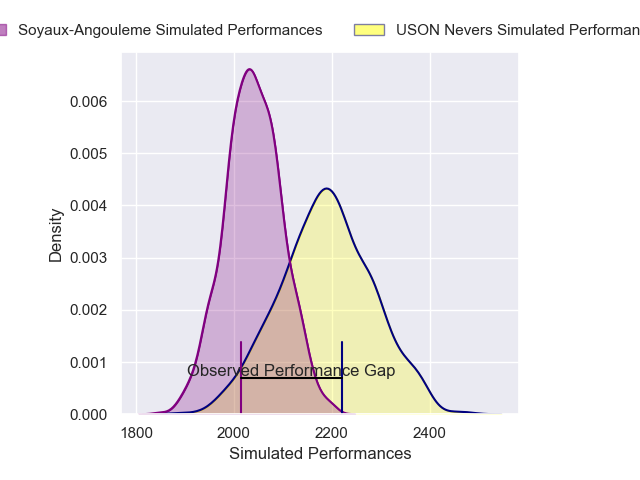 Soyaux-Angouleme Simulated Performances USON Nevers Simulated Performan
0.006
0.005
0.004
0.003
0.002
0.001
0.000
Density
Observed Performance Gap
1800 2000 2200 2400
Simulated Performances